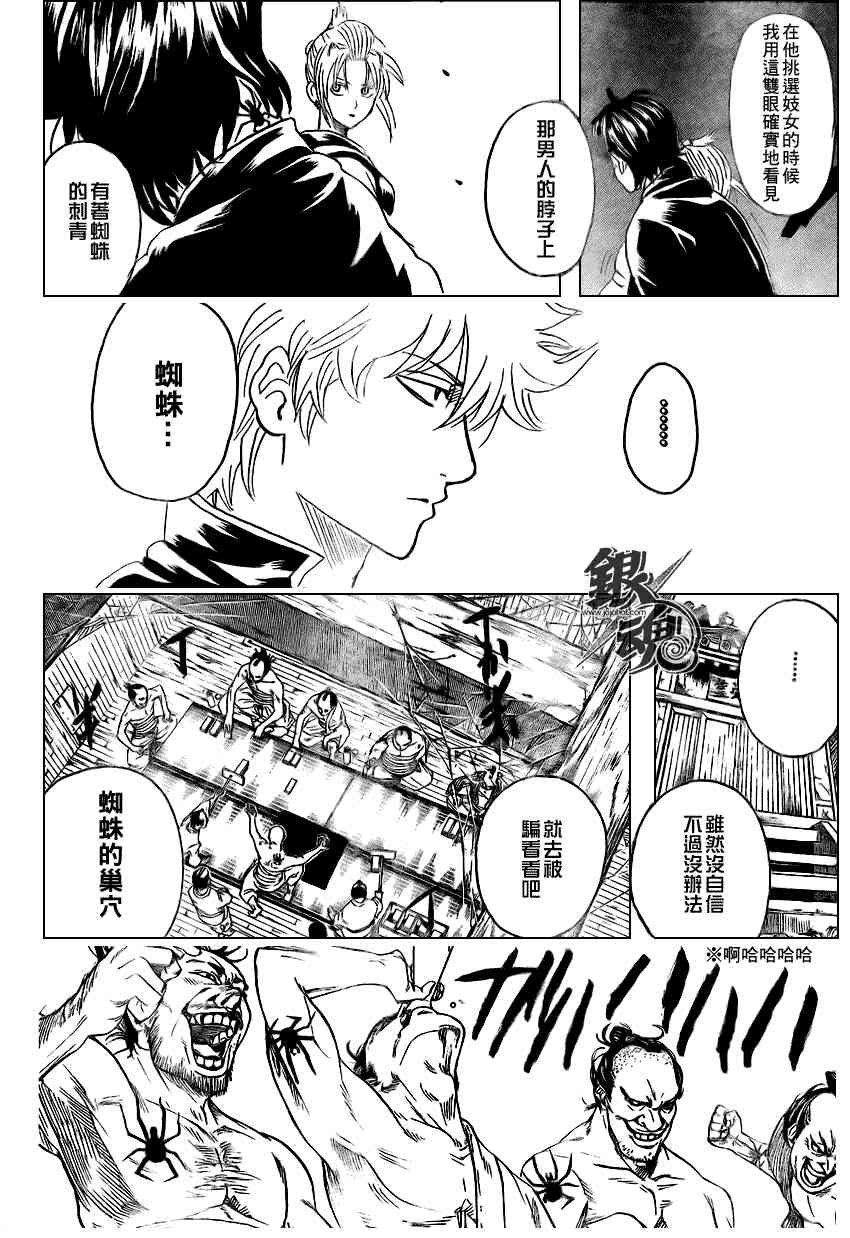 在他挑選妓女的時候
我用這雙眼確實地看見
那男人的脖子上
有著蜘蛛
的刺青
……
蜘蛛…
銀魂
www.jojohot.com
……
雖然沒自信
不過沒辦法
就去被
騙看看吧
蜘蛛的巢穴
※啊哈哈哈哈